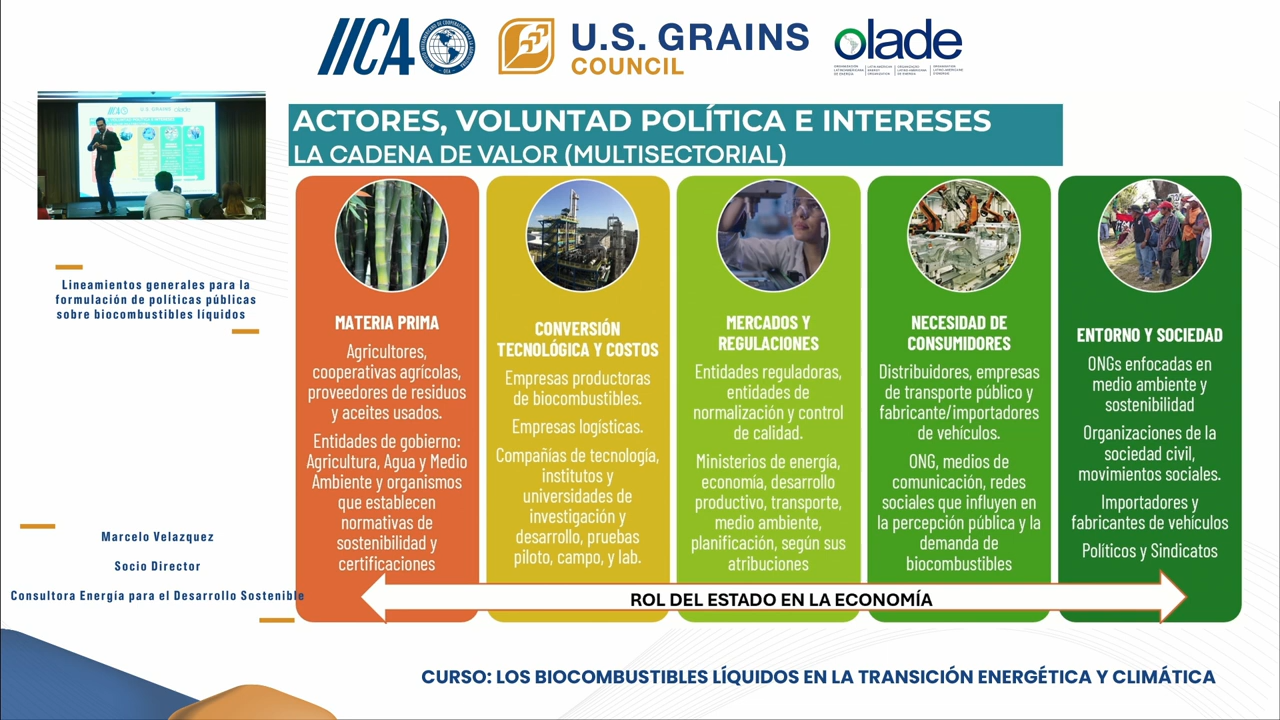 IICA
U.S. GRAINS
COUNCIL
olade
ACTORES, VOLUNTAD POLÍTICA E INTERESES
LA CADENA DE VALOR (MULTISECTORIAL)
Lineamientos generales para la
formulación de políticas públicas
sobre biocombustibles líquidos
Marcelo Velazquez
Socio Director
Consultora Energía para el Desarrollo Sostenible
MATERIA PRIMA
Agricultores,
cooperativas agrícolas,
proveedores de residuos
y aceites usados.
Entidades de gobierno:
Agricultura, Agua y Medio
Ambiente y organismos
que establecen
normativas de
sostenibilidad y
certificaciones
CONVERSIÓN
TECNOLÓGICA Y COSTOS
Empresas productoras
de biocombustibles.
Empresas logísticas.
Compañías de tecnología,
institutos y
universidades de
investigación y
desarrollo, pruebas
piloto, campo, y lab.
MERCADOS Y
REGULACIONES
Entidades reguladoras,
entidades de
normalización y control
de calidad.
Ministerios de energía,
economía, desarrollo
productivo, transporte,
medio ambiente,
planificación, según sus
atribuciones
NECESIDAD DE
CONSUMIDORES
Distribuidores, empresas
de transporte público y
fabricante/importadores
de vehículos.
ONG, medios de
comunicación, redes
sociales que influyen en
la percepción pública y la
demanda de
biocombustibles
ENTORNO Y SOCIEDAD
ONGs enfocadas en
medio ambiente y
sostenibilidad
Organizaciones de la
sociedad civil,
movimientos sociales.
Importadores y
fabricantes de vehículos
Políticos y Sindicatos
ROL DEL ESTADO EN LA ECONOMÍA
CURSO: LOS BIOCOMBUSTIBLES LÍQUIDOS EN LA TRANSICIÓN ENERGÉTICA Y CLIMÁTICA